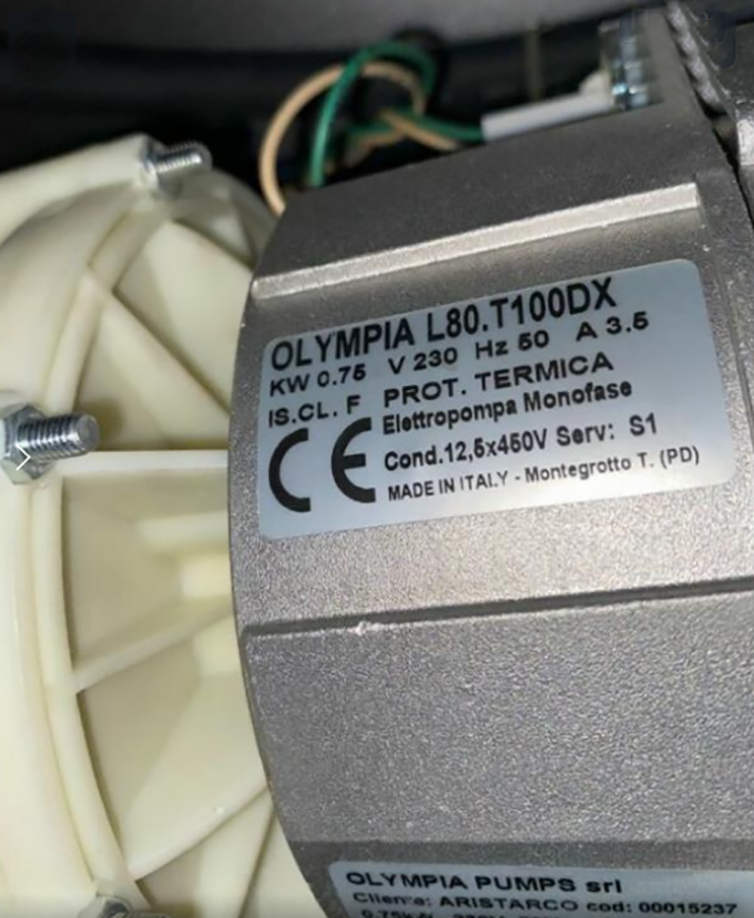 OLYMPIA L80.T100DX
KW 0.75 V 230 Hz 50 A 3.5
IS.CL. F PROT. TERMICA
CE Elettropompa Monofase
Cond.12,5x450V Serv: S1
MADE IN ITALY - Montegrotto T. (PD)
OLYMPIA PUMPS srl
Cliente: ARISTARCO cod: 00015237